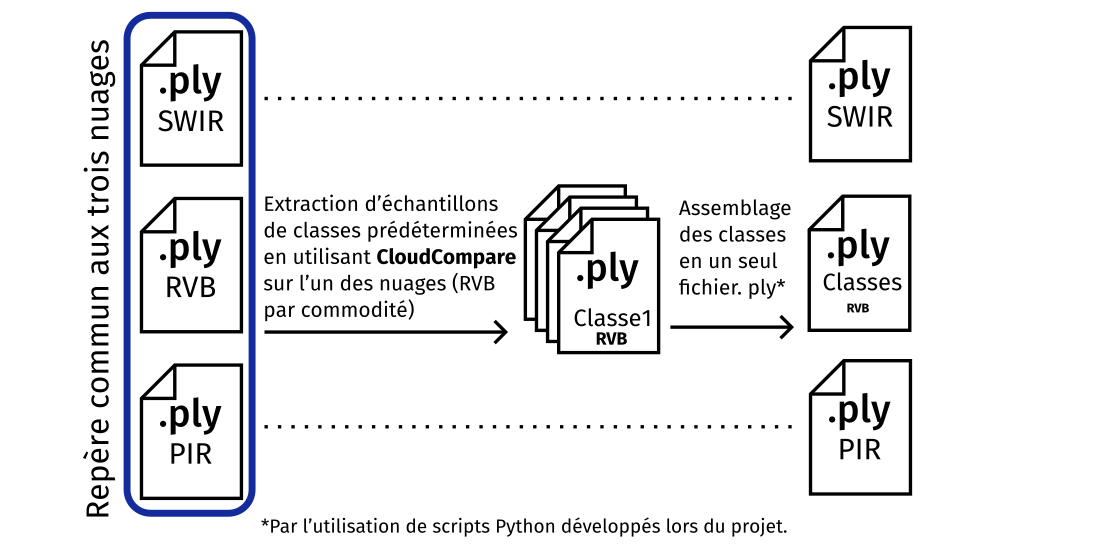 Repère commun aux trois nuages
.ply
SWIR
.ply
RVB
.ply
PIR
Extraction d’échantillons
de classes prédéterminées
en utilisant CloudCompare
sur l’un des nuages (RVB
par commodité)
.ply
Classe1
RVB
Assemblage
des classes
en un seul
fichier. ply*
.ply
SWIR
.ply
Classes
RVB
.ply
PIR
*Par l’utilisation de scripts Python développés lors du projet.